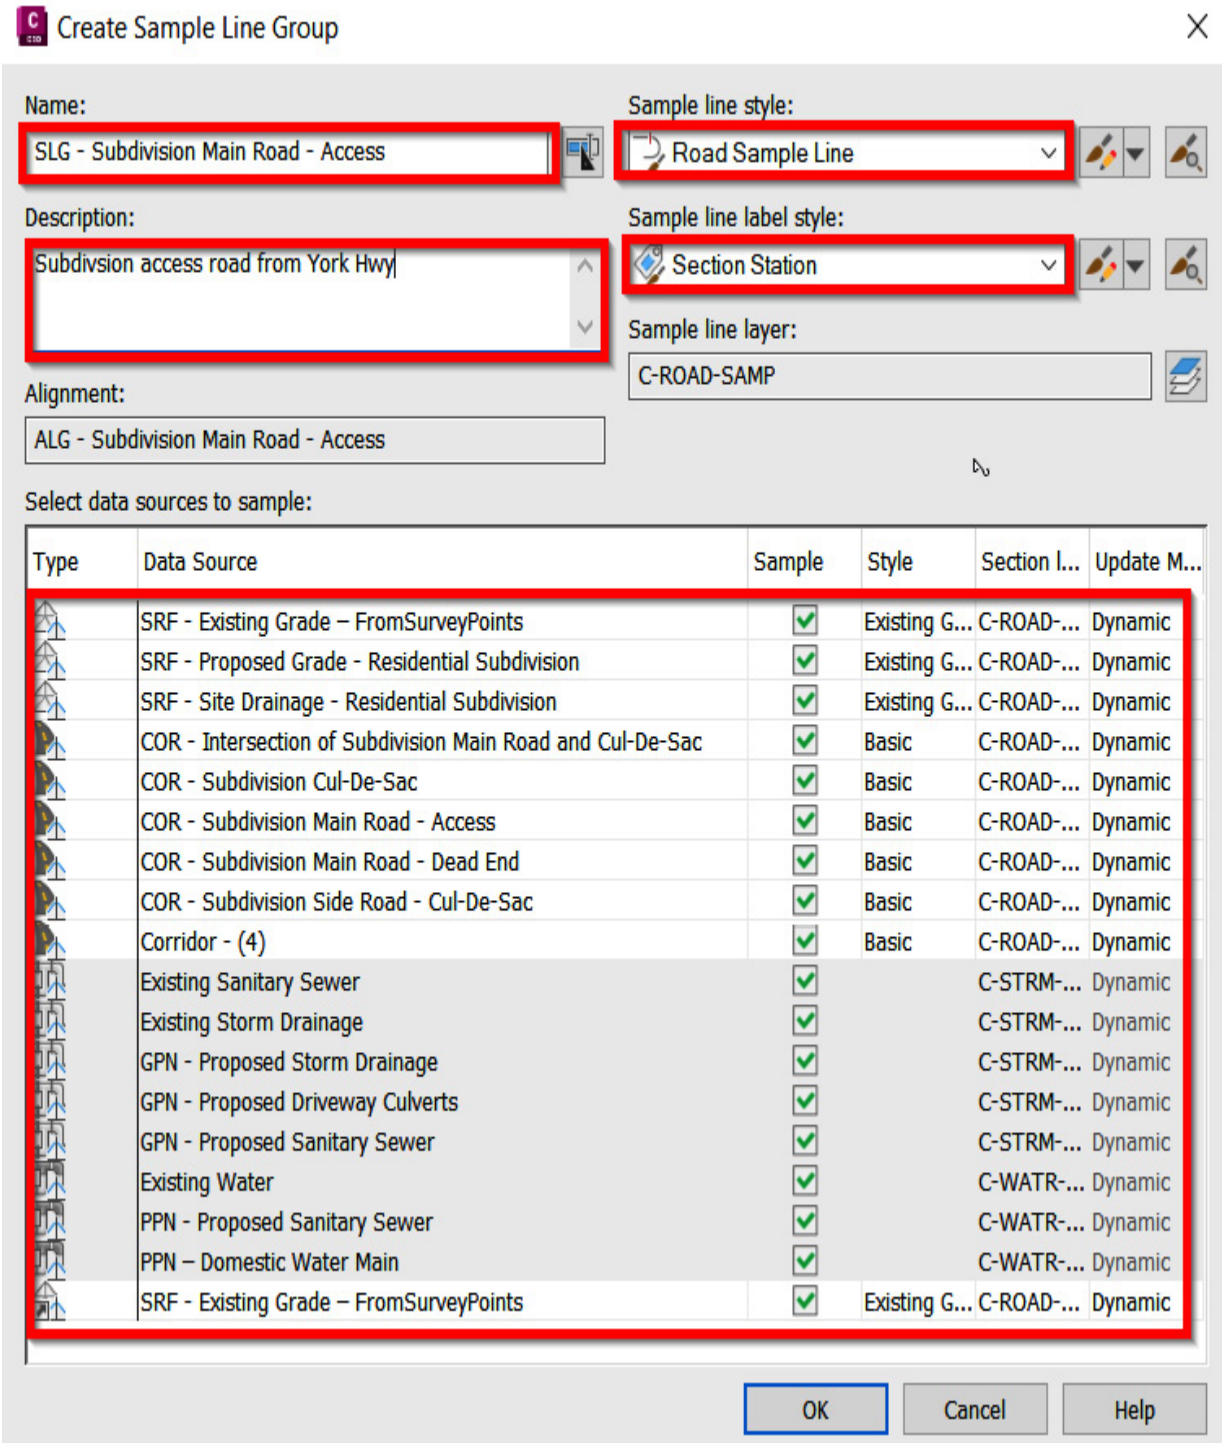 C
C3D
Create Sample Line Group
Name:
SLG - Subdivision Main Road - Access
Sample line style:
Road Sample Line
Description:
Subdivsion access road from York Hwy
Sample line label style:
Section Station
Sample line layer:
C-ROAD-SAMP
Alignment:
ALG - Subdivision Main Road - Access
Select data sources to sample:
Type Data Source Sample Style Section l... Update M...
SRF - Existing Grade – FromSurveyPoints Existing G... C-ROAD-... Dynamic
SRF - Proposed Grade - Residential Subdivision Existing G... C-ROAD-... Dynamic
SRF - Site Drainage - Residential Subdivision Existing G... C-ROAD-... Dynamic
COR - Intersection of Subdivision Main Road and Cul-De-Sac Basic C-ROAD-... Dynamic
COR - Subdivision Cul-De-Sac Basic C-ROAD-... Dynamic
COR - Subdivision Main Road - Access Basic C-ROAD-... Dynamic
COR - Subdivision Main Road - Dead End Basic C-ROAD-... Dynamic
COR - Subdivision Side Road - Cul-De-Sac Basic C-ROAD-... Dynamic
Corridor - (4) Basic C-ROAD-... Dynamic
Existing Sanitary Sewer C-STRM-... Dynamic
Existing Storm Drainage C-STRM-... Dynamic
GPN - Proposed Storm Drainage C-STRM-... Dynamic
GPN - Proposed Driveway Culverts C-STRM-... Dynamic
GPN - Proposed Sanitary Sewer C-STRM-... Dynamic
Existing Water C-WATR-... Dynamic
PPN - Proposed Sanitary Sewer C-WATR-... Dynamic
PPN – Domestic Water Main C-WATR-... Dynamic
SRF - Existing Grade – FromSurveyPoints Existing G... C-ROAD-... Dynamic
OK Cancel Help